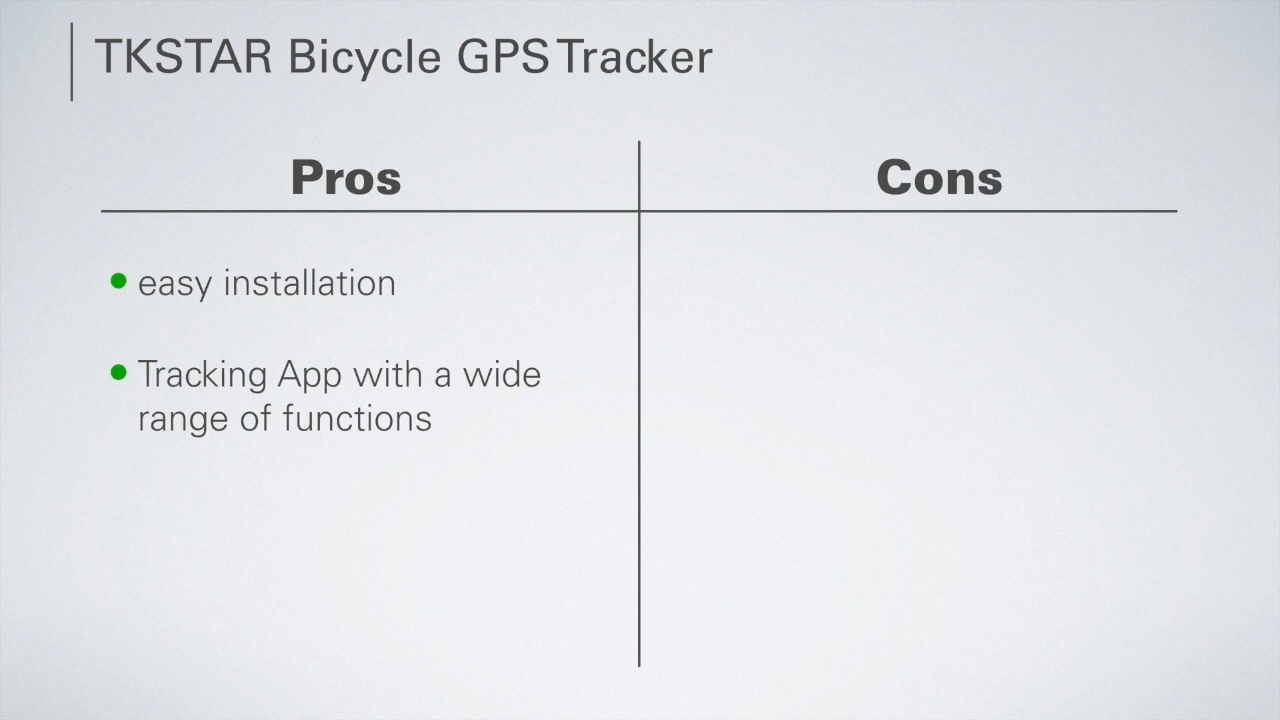 TKSTAR Bicycle GPS Tracker
Pros
Cons
easy installation
Tracking App with a wide
range of functions